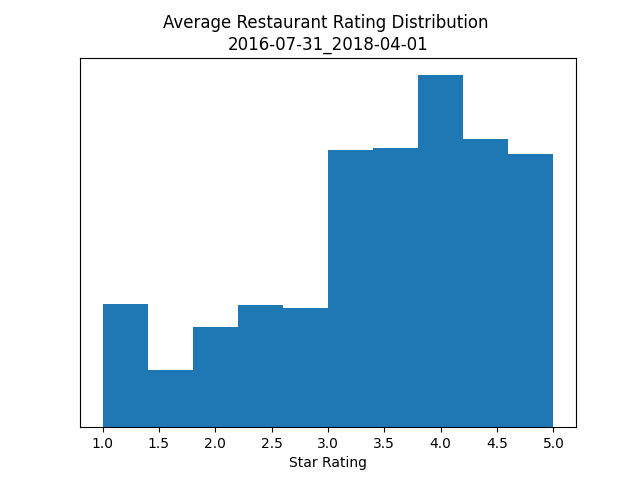 Average Restaurant Rating Distribution
2016-07-31_2018-04-01
1.0 1.5 2.0 2.5 3.0 3.5 4.0 4.5 5.0
Star Rating